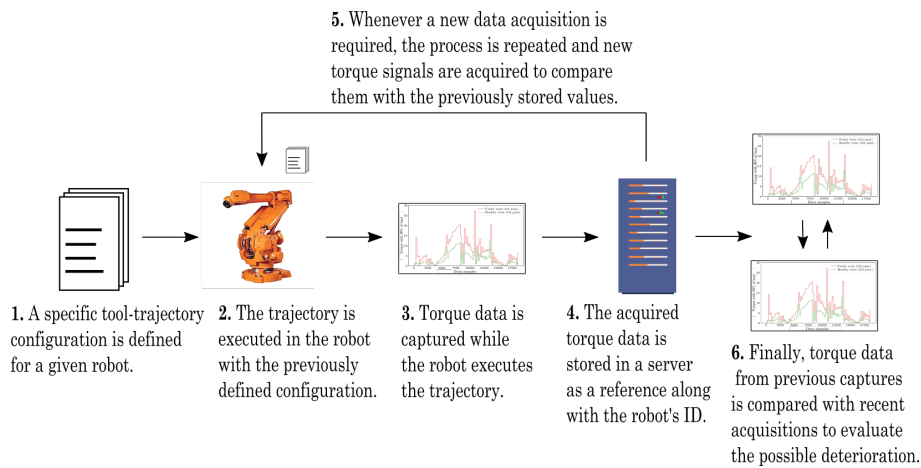 5. Whenever a new data acquisition is
required, the process is repeated and new
torque signals are acquired to compare
them with the previously stored values.
1. A specific tool-trajectory
configuration is defined
for a given robot.
2. The trajectory is
executed in the robot
with the previously
defined configuration.
3. Torque data is
captured while
the robot executes
the trajectory.
4. The acquired
torque data is
stored in a server
as a reference along
with the robot's ID.
6. Finally, torque data
from previous captures
is compared with recent
acquisitions to evaluate
the possible deterioration.